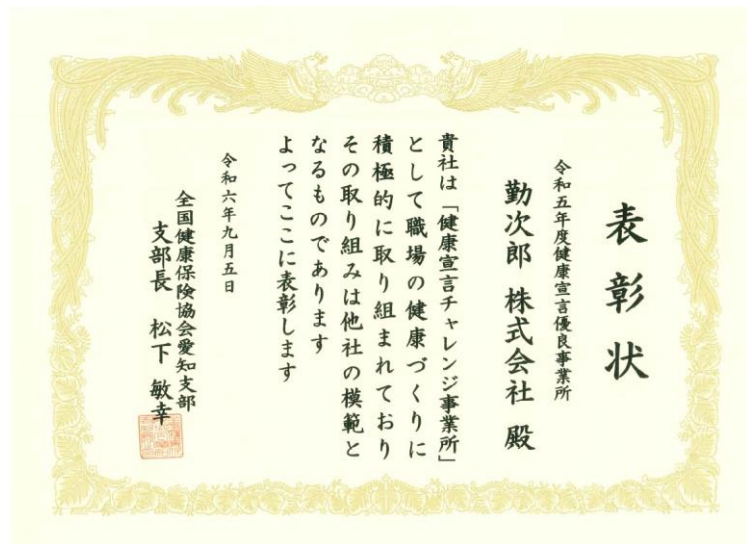 表彰状
令和五年度健康宣言優良事業所
勤次郎 株式会社 殿
貴社は「健康宣言チャレンジ事業所」
として職場の健康づくりに
積極的に取り組まれており
その取り組みは他社の模範と
なるものであります
よってここに表彰します
令和六年九月五日
全国健康保険協会愛知支部
支部長 松下 敏幸